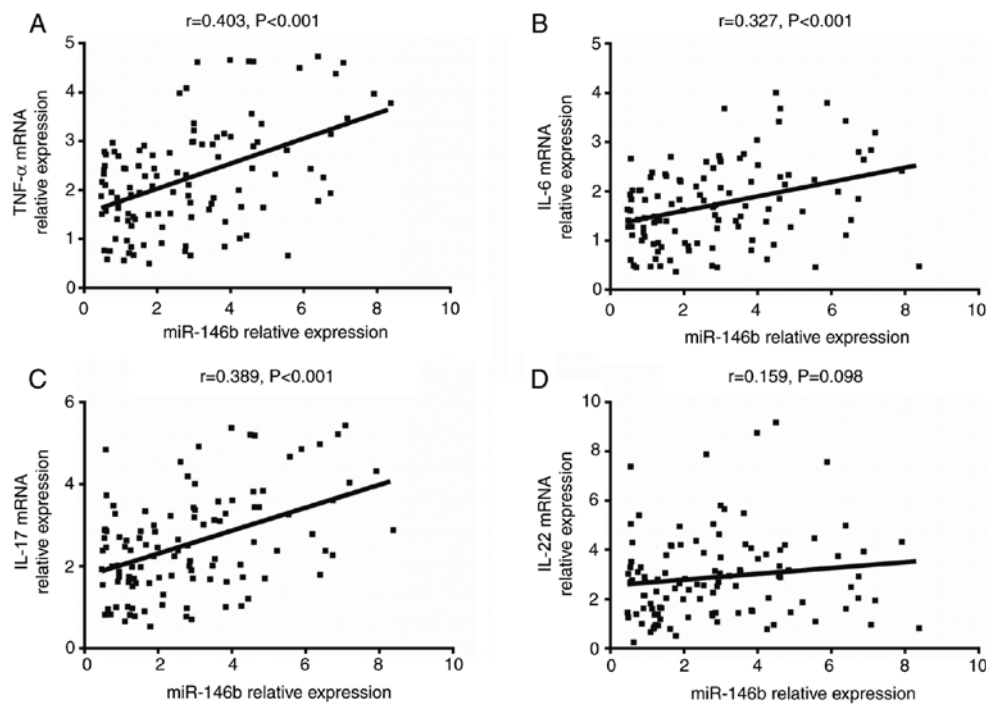 A
r=0.403, P<0.001
TNF-α mRNA
relative expression
5
4
3
2
1
0
0 2 4 6 8 10
miR-146b relative expression
B
r=0.327, P<0.001
IL-6 mRNA
relative expression
5
4
3
2
1
0
0 2 4 6 8 10
miR-146b relative expression
C
r=0.389, P<0.001
IL-17 mRNA
relative expression
6
4
2
0
0 2 4 6 8 10
miR-146b relative expression
D
r=0.159, P=0.098
IL-22 mRNA
relative expression
10
8
6
4
2
0
0 2 4 6 8 10
miR-146b relative expression